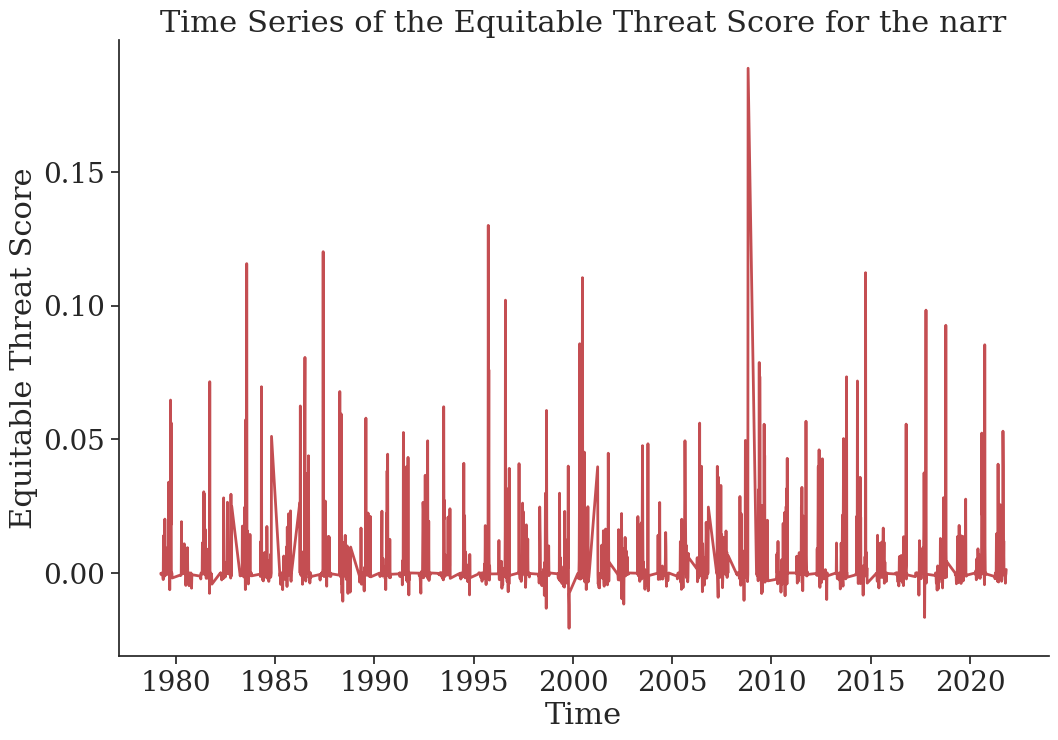 Time Series of the Equitable Threat Score for the narr
Equitable Threat Score
0.15
0.10
0.05
0.00
1980 1985 1990 1995 2000 2005 2010 2015 2020
Time